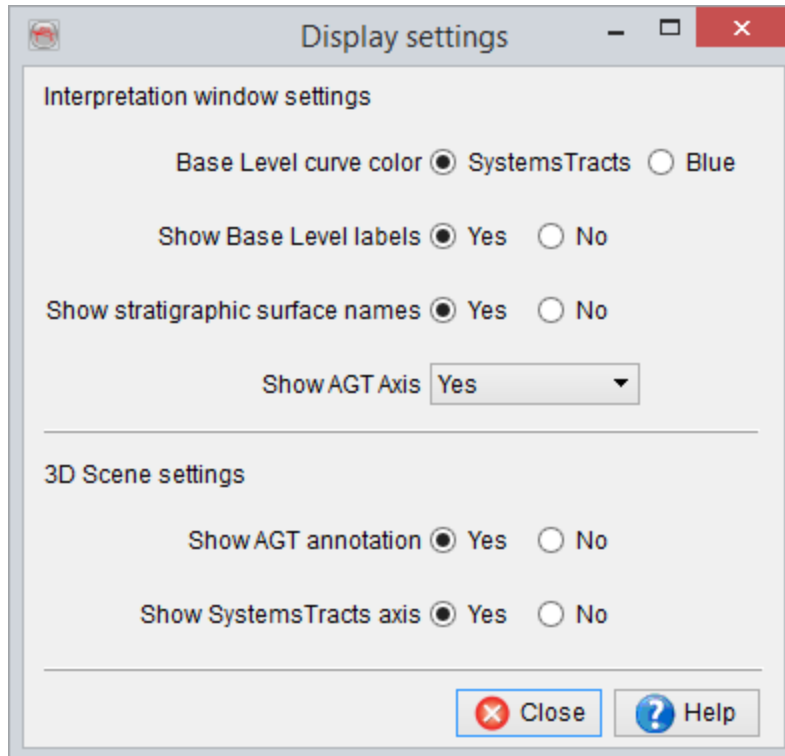 Display settings
Interpretation window settings
Base Level curve color SystemsTracts Blue
Show Base Level labels Yes No
Show stratigraphic surface names Yes No
Show AGT Axis Yes
3D Scene settings
Show AGT annotation Yes No
Show SystemsTracts axis Yes No
Close ? Help